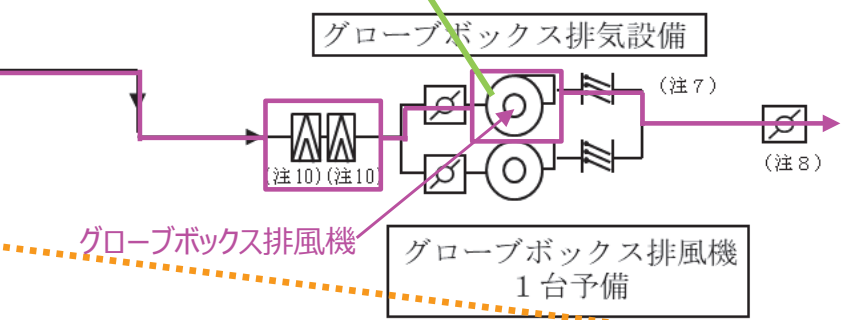 グローブボックス排気設備
(注7)
(注10)(注10)
(注8)
グローブボックス排風機
グローブボックス排風機
1台予備